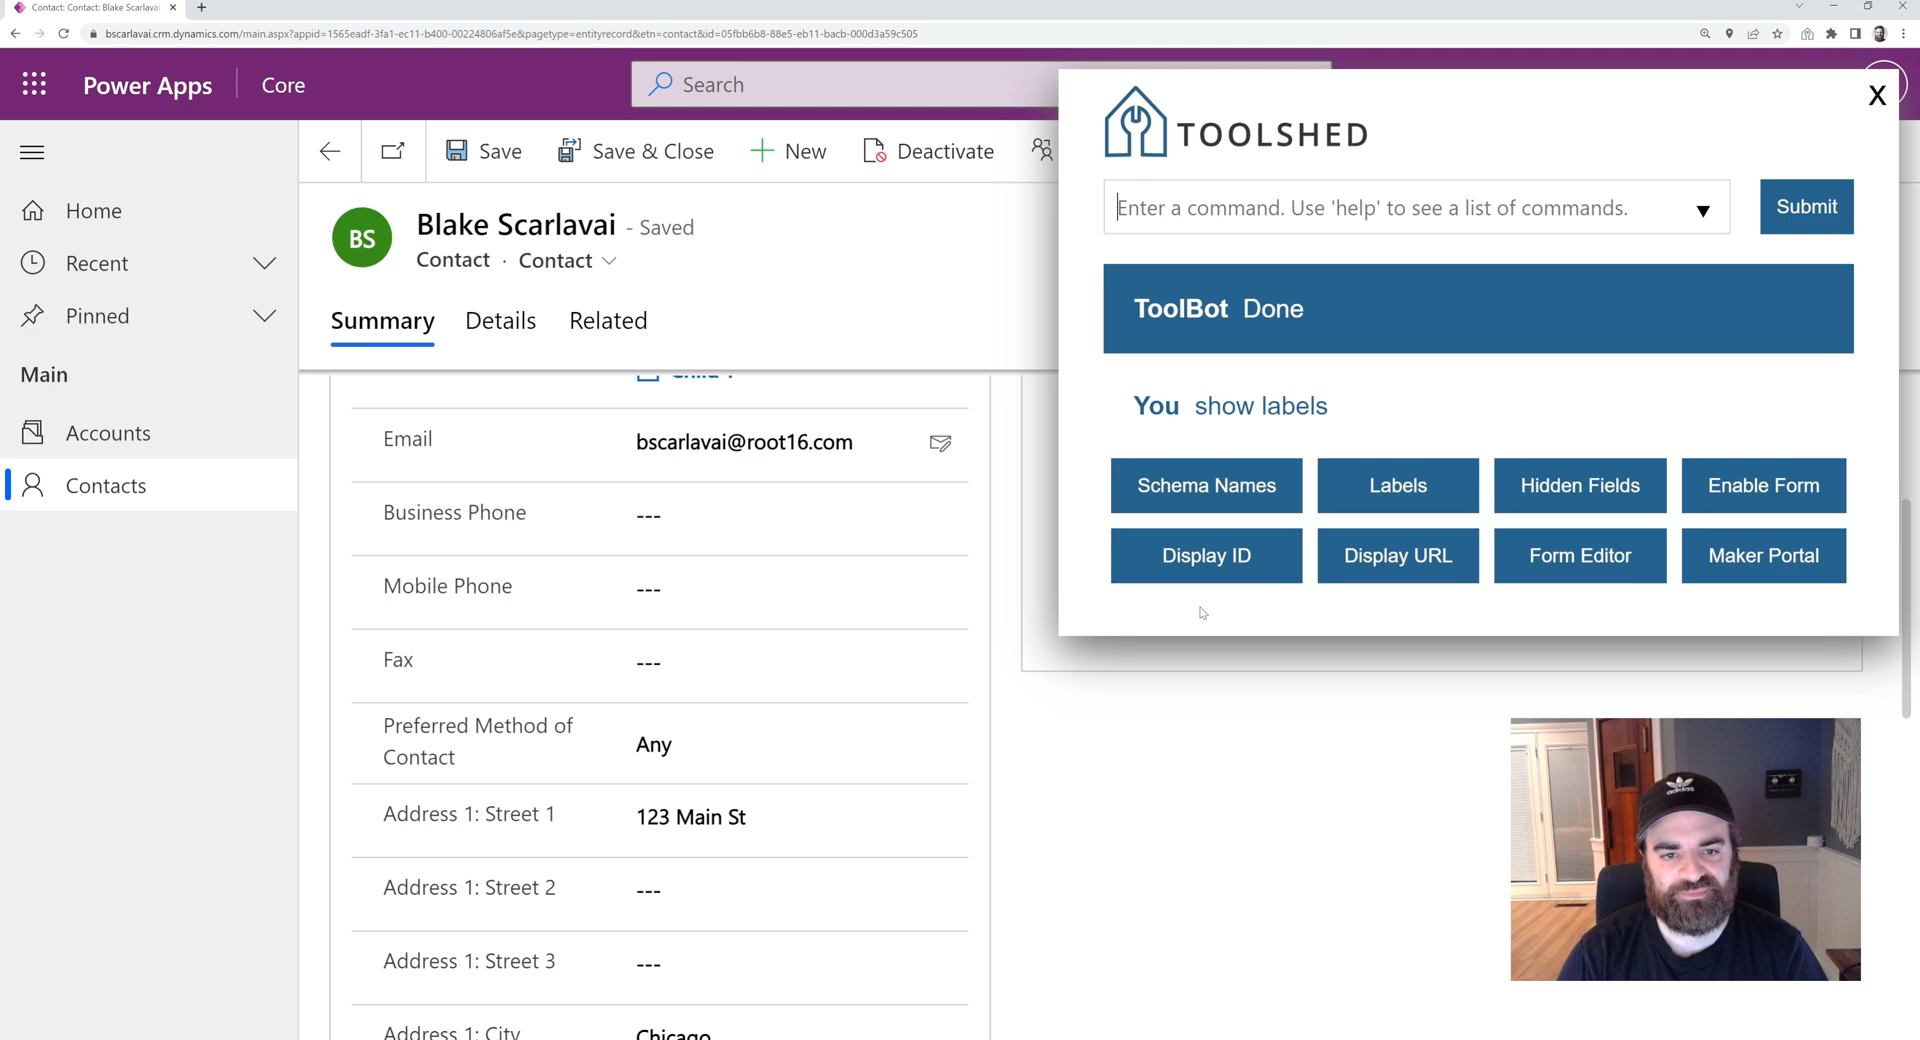 Contact: Contact: Blake Scarlavai
bscarlavai.crm.dynamics.com/main.aspx?appid=1565eadf-3fa1-ec11-b400-00224806af5e&pagetype=entityrecord&etn=contact&id=05fbb6b8-88e5-eb11-bacb-000d3a59c505
Power Apps
Core
Search
Save
Save & Close
New
Deactivate
Home
Recent
Pinned
Main
Accounts
Contacts
BS
Blake Scarlavai - Saved
Contact · Contact
Summary
Details
Related
Email
bscarlavai@root16.com
Business Phone
---
Mobile Phone
---
Fax
---
Preferred Method of
Contact
Any
Address 1: Street 1
123 Main St
Address 1: Street 2
---
Address 1: Street 3
---
Address 1: City
Chicago
X
TOOLSHED
Enter a command. Use 'help' to see a list of commands.
Submit
ToolBot Done
You show labels
Schema Names
Labels
Hidden Fields
Enable Form
Display ID
Display URL
Form Editor
Maker Portal
adidas